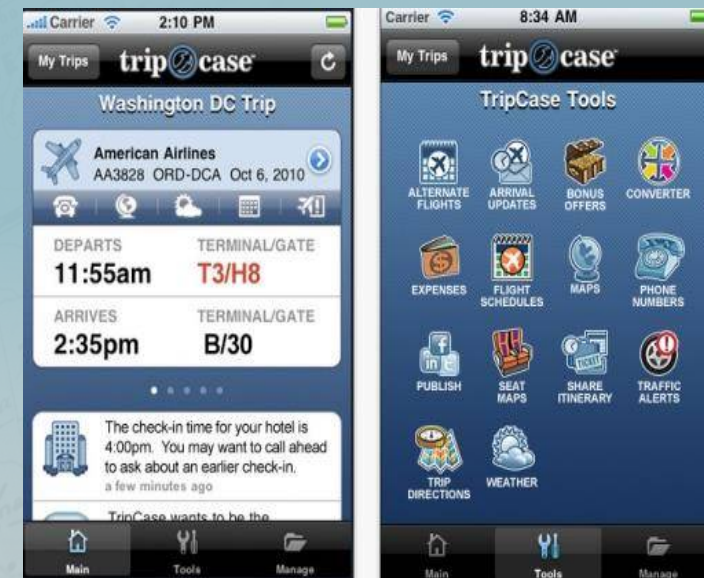 Carrier 2:10 PM
My Trips tripcase
Washington DC Trip
American Airlines
AA3828 ORD-DCA Oct 6, 2010
DEPARTS TERMINAL/GATE
11:55am T3/H8
ARRIVES TERMINAL/GATE
2:35pm B/30
The check-in time for your hotel is
4:00pm. You may want to call ahead
to ask about an earlier check-in.
a few minutes ago
TripCase wants to be the
Main Tools Manage
Carrier 8:34 AM
My Trips tripcase
TripCase Tools
ALTERNATE FLIGHTS ARRIVAL UPDATES BONUS OFFERS CONVERTER
EXPENSES FLIGHT SCHEDULES MAPS PHONE NUMBERS
TICKET
PUBLISH SEAT MAPS SHARE ITINERARY TRAFFIC ALERTS
TRIP DIRECTIONS WEATHER
Main Tools Manage